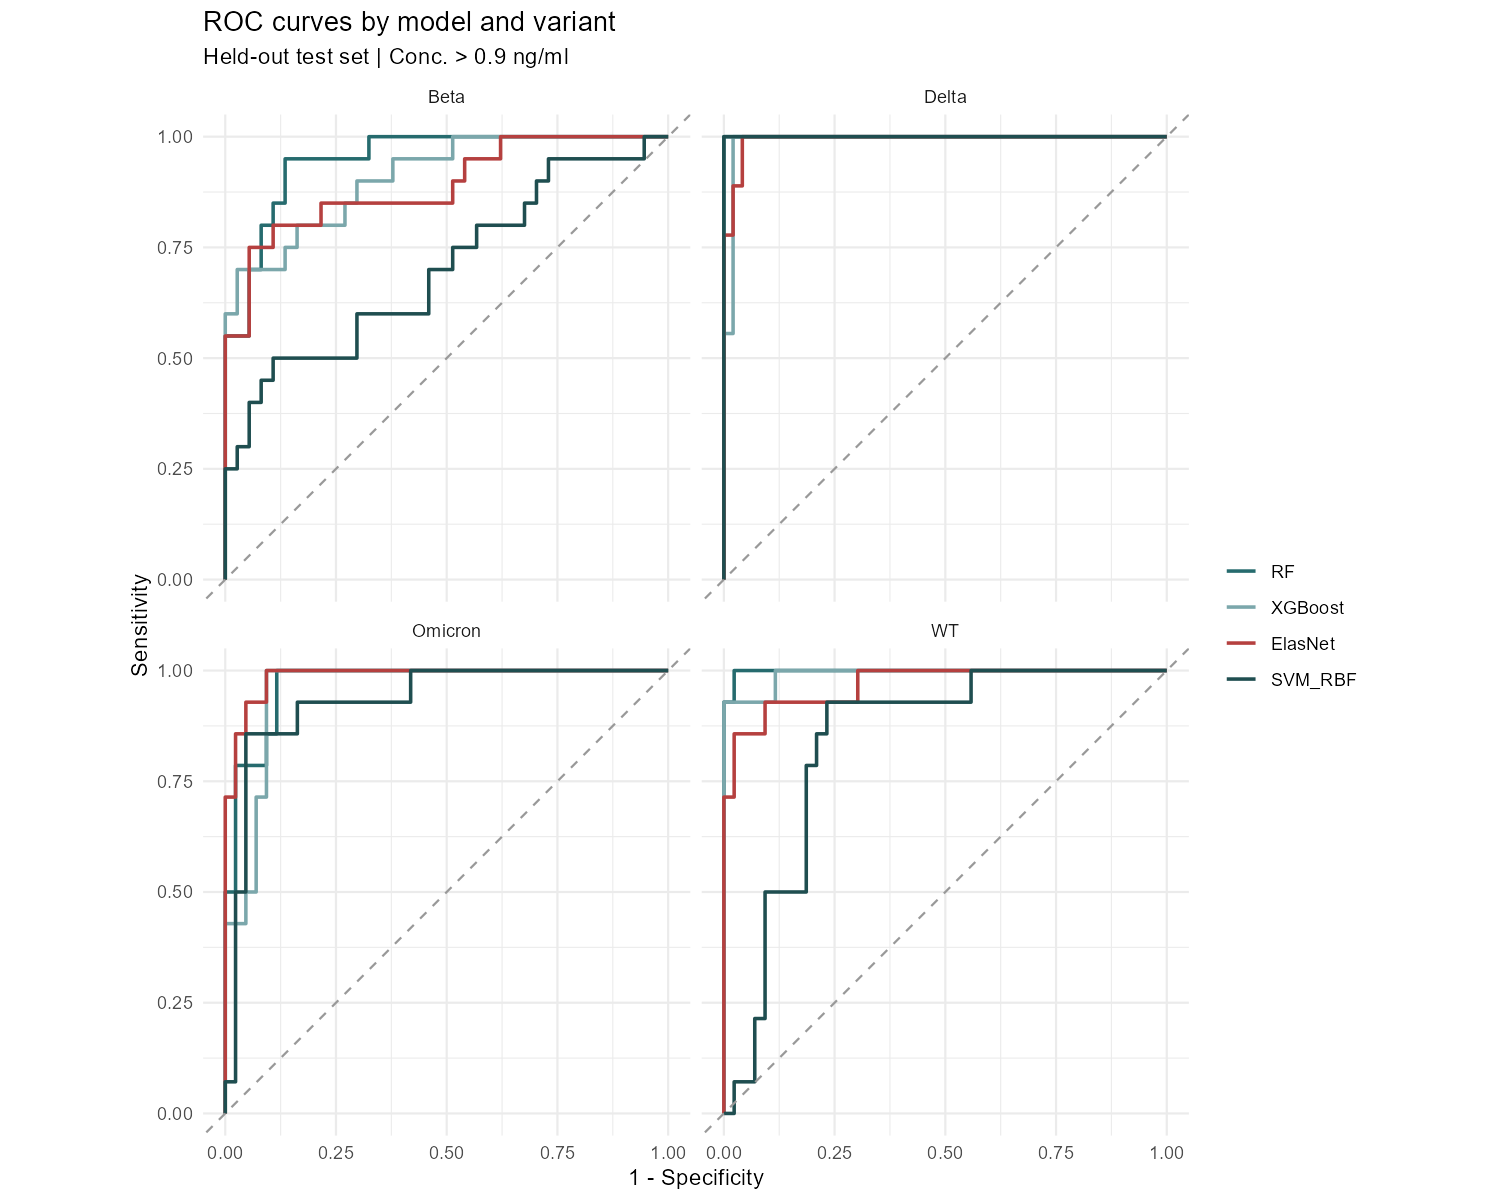 ROC curves by model and variant
Held-out test set | Conc. > 0.9 ng/ml
Beta
Delta
1.00
0.75
0.50
0.25
0.00
Sensitivity
Omicron
WT
1.00
0.75
0.50
0.25
0.00
0.00 0.25 0.50 0.75 1.00
0.00 0.25 0.50 0.75 1.00
1 - Specificity
RF
XGBoost
ElasNet
SVM_RBF